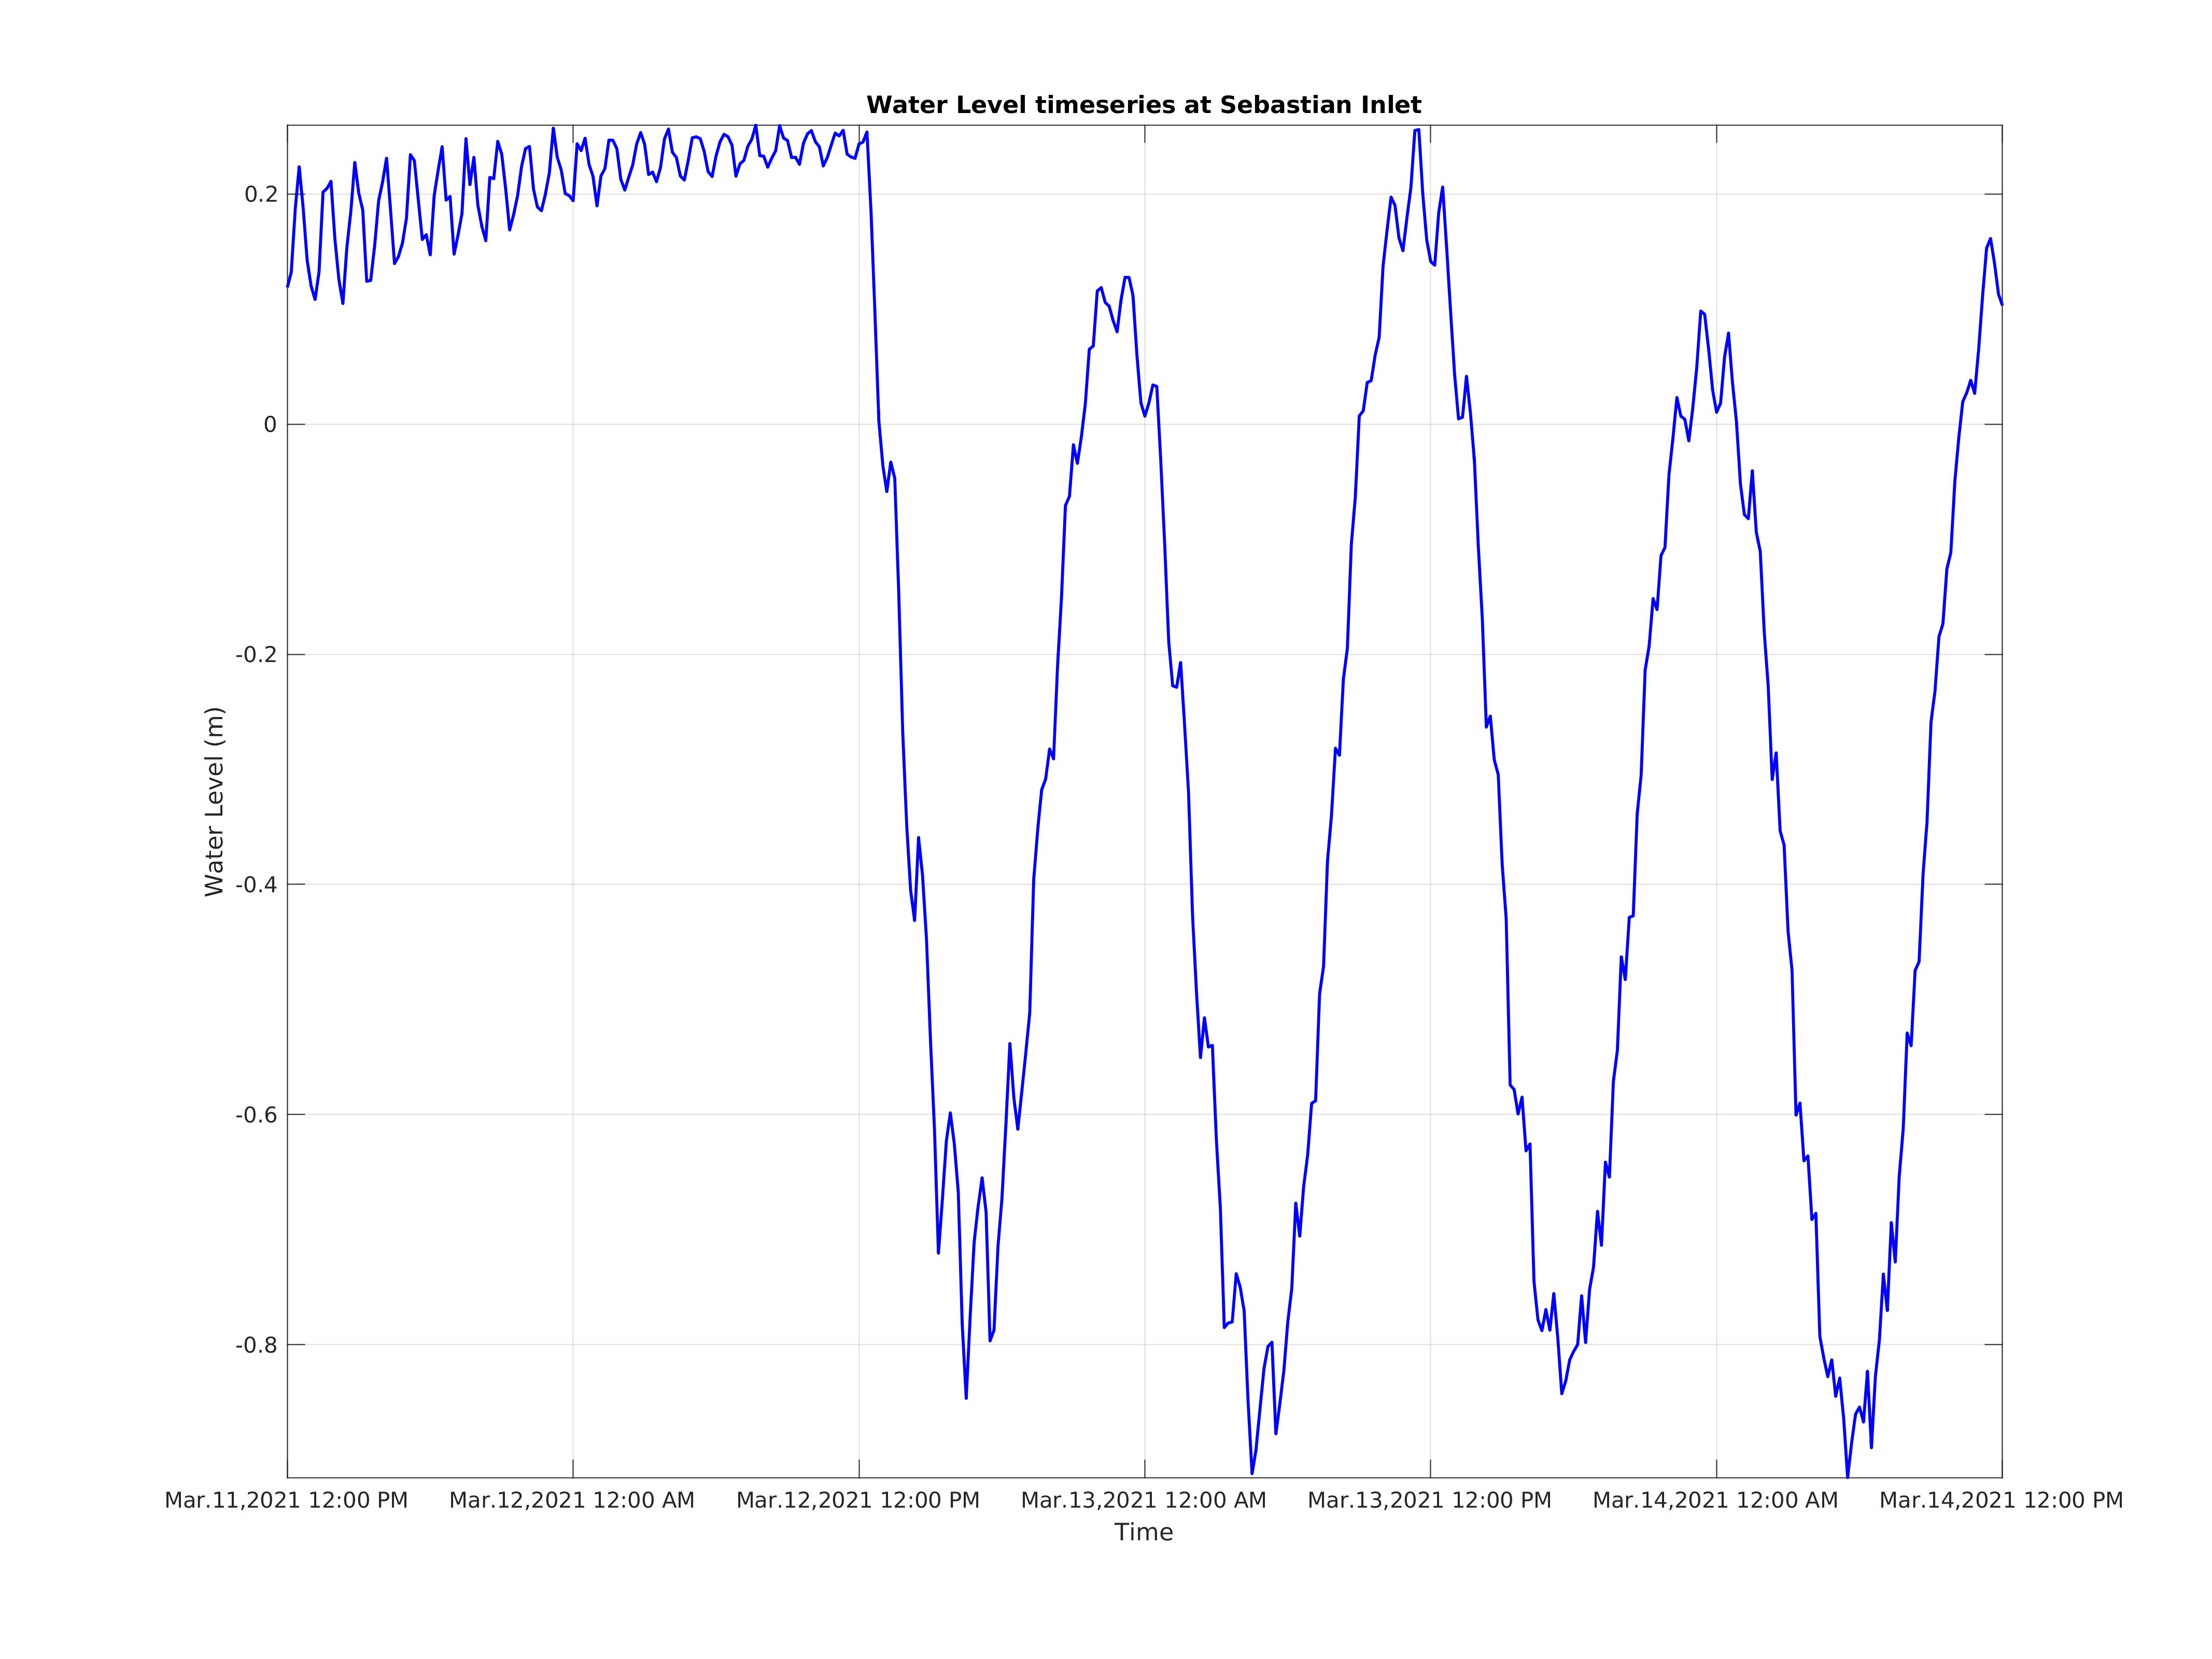 Water Level timeseries at Sebastian Inlet
0.2
0
-0.2
-0.4
-0.6
-0.8
Water Level (m)
Mar.11,2021 12:00 PM Mar.12,2021 12:00 AM Mar.12,2021 12:00 PM Mar.13,2021 12:00 AM Mar.13,2021 12:00 PM Mar.14,2021 12:00 AM Mar.14,2021 12:00 PM
Time